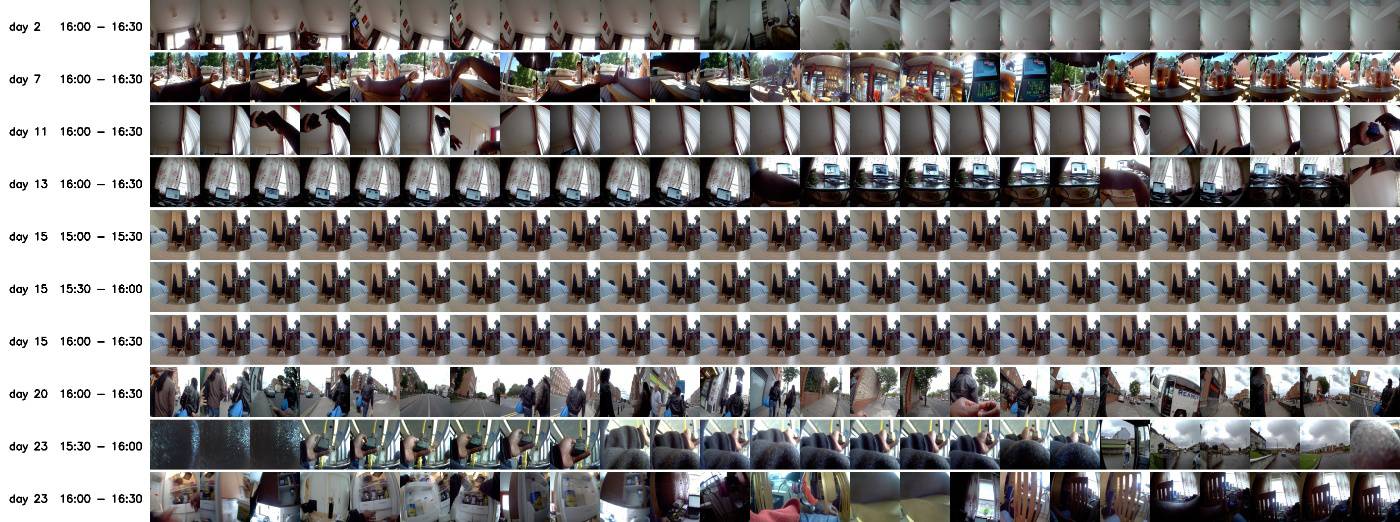 day 2 16:00 – 16:30
day 7 16:00 – 16:30
day 11 16:00 – 16:30
day 13 16:00 – 16:30
day 15 15:00 – 15:30
day 15 15:30 – 16:00
day 15 16:00 – 16:30
day 20 16:00 – 16:30
day 23 15:30 – 16:00
day 23 16:00 – 16:30